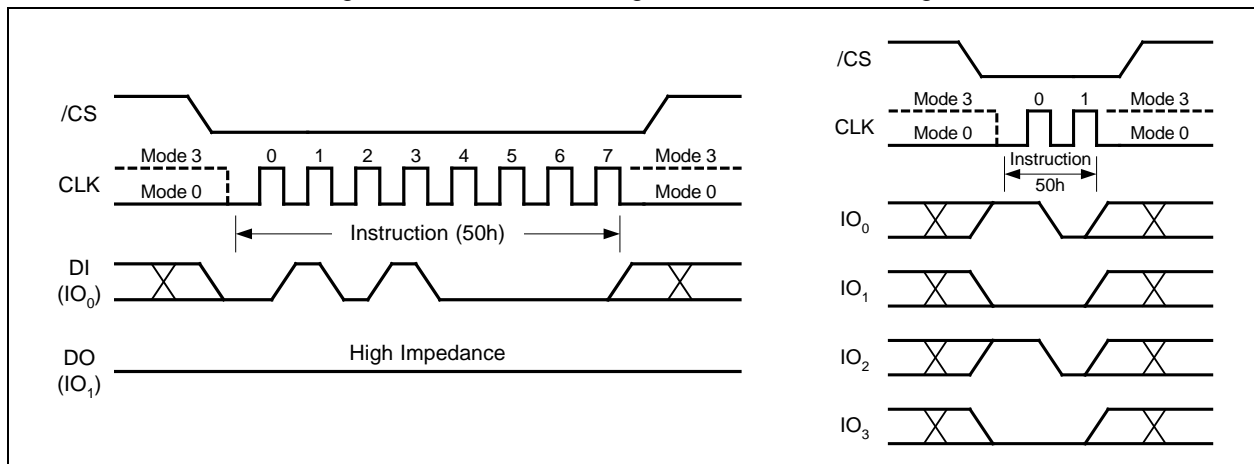 /CS
Mode 3 0 1 2 3 4 5 6 7 Mode 3
CLK Mode 0 Mode 0
Instruction (50h)
DI
(IO0)
High Impedance
DO
(IO1)
/CS
Mode 3 0 1 Mode 3
CLK Mode 0 Mode 0
Instruction
50h
IO0
IO1
IO2
IO3